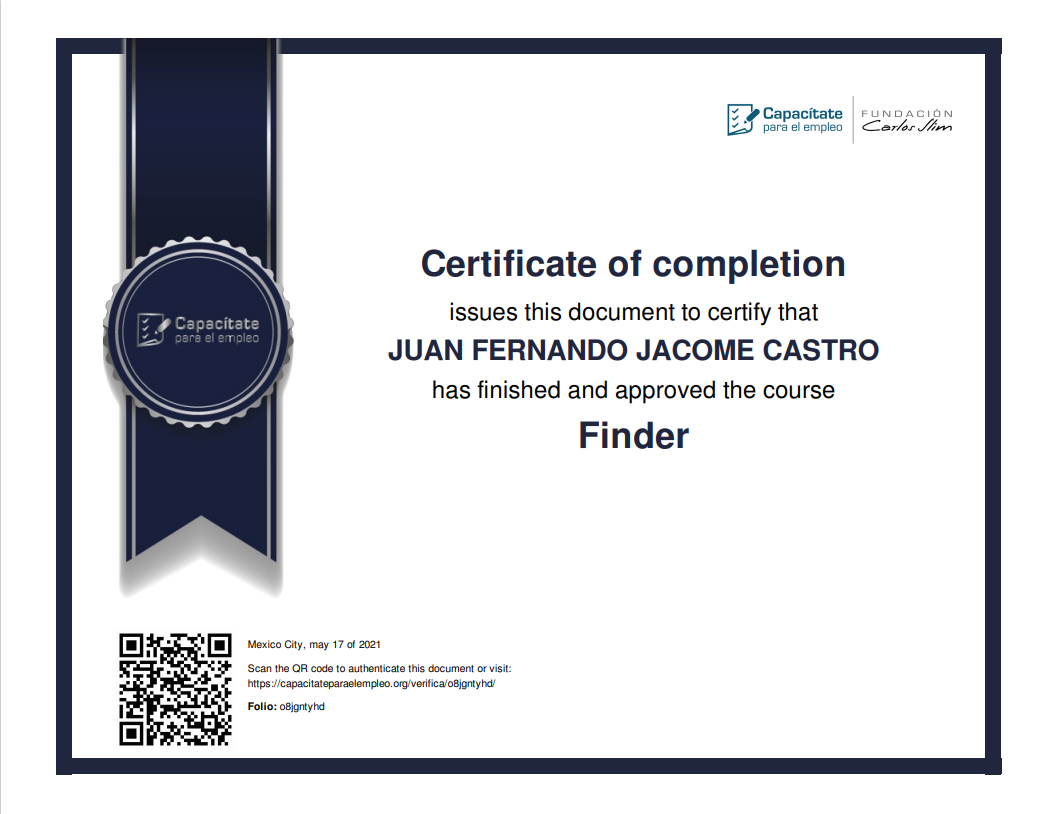 Capacítate
para el empleo
FUNDACIÓN
Carlos Slim
Certificate of completion
issues this document to certify that
JUAN FERNANDO JACOME CASTRO
has finished and approved the course
Finder
Capacítate
para el empleo
Mexico City, may 17 of 2021
Scan the QR code to authenticate this document or visit:
https://capacitateparaelempleo.org/verifica/o8jgntyhd/
Folio: o8jgntyhd